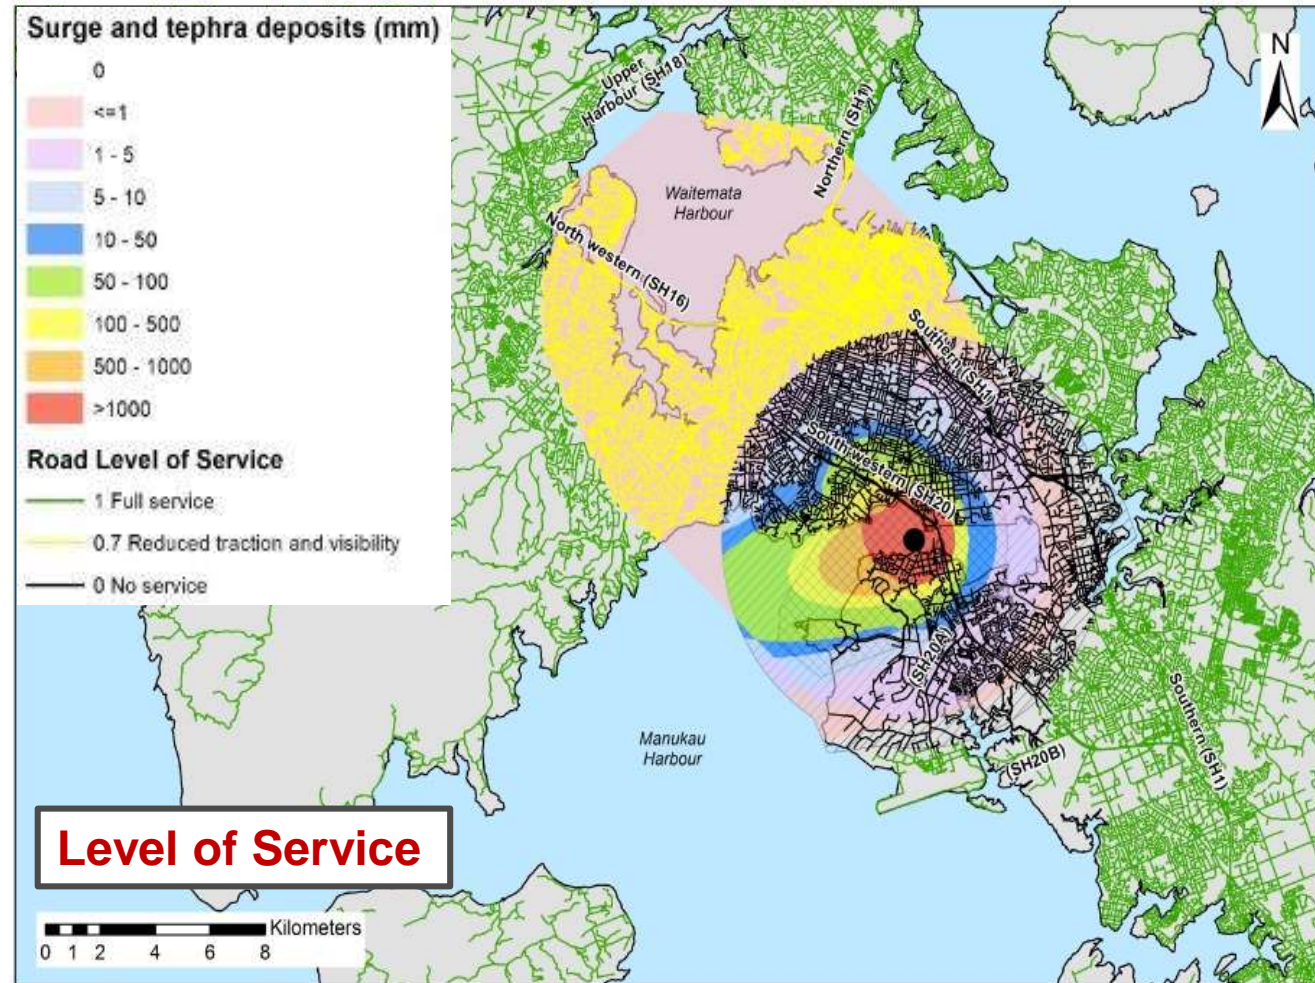 Surge and tephra deposits (mm)
0
<=1
1 - 5
5 - 10
10 - 50
50 - 100
100 - 500
500 - 1000
>1000
Road Level of Service
1 Full service
0.7 Reduced traction and visibility
0 No service
N
Upper
Harbour (SH18)
Northern (SH1)
Waitemata
Harbour
North western (SH16)
Southern (SH1)
South western (SH20)
(SH20A)
Southern (SH1)
(SH20B)
Manukau
Harbour
Level of Service
Kilometers
0 1 2 4 6 8